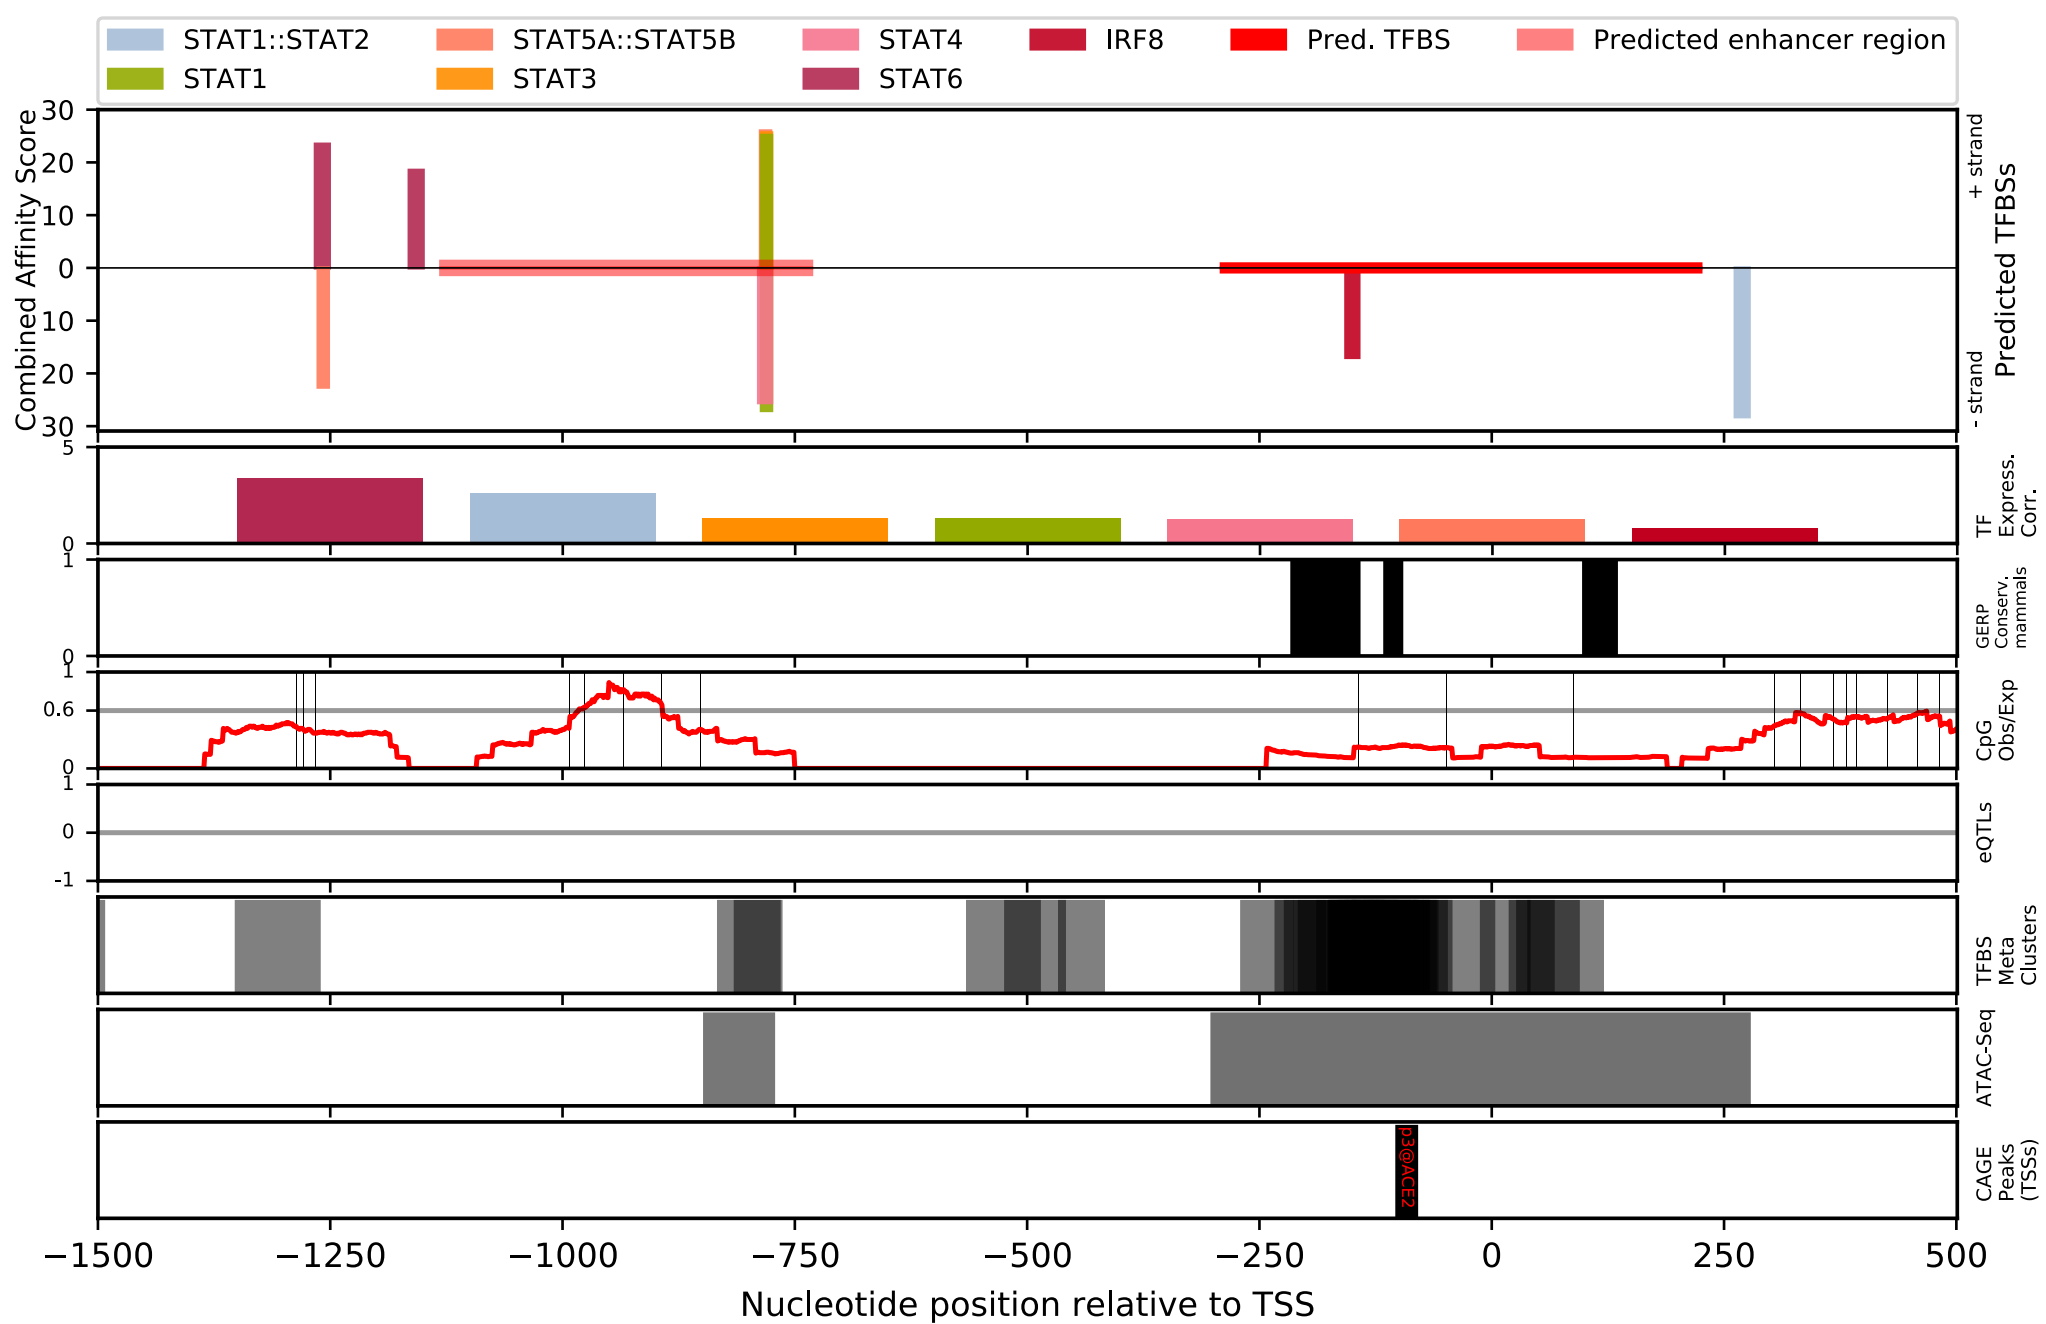 STAT1::STAT2 STAT5A::STAT5B STAT4 IRF8 Pred. TFBS Predicted enhancer region
STAT1 STAT3 STAT6
Combined Affinity Score
30
20
10
0
10
20
30
+ strand
- strand
Predicted TFBSs
5
0
TF
Express.
Corr.
1
0
GERP
Conserv.
mammals
1
0.6
0
CpG
Obs/Exp
1
0
-1
eQTLs
TFBS
Meta
Clusters
ATAC-Seq
p3@ACE2
CAGE
Peaks
(TSSs)
−1500 −1250 −1000 −750 −500 −250 0 250 500
Nucleotide position relative to TSS